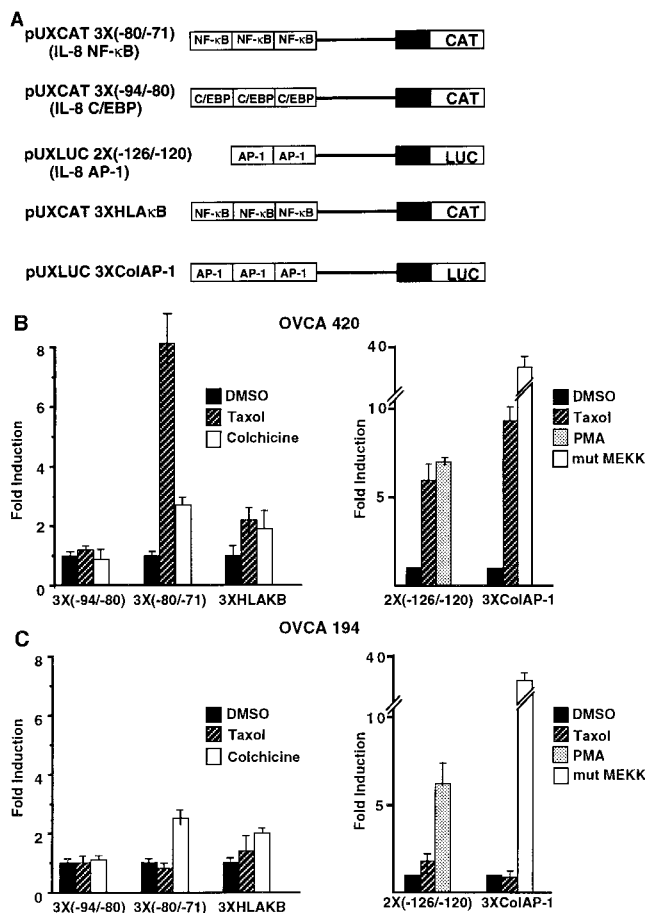 A
pUXCAT 3X(-80/-71)
(IL-8 NF-κB)
NF-κB NF-κB NF-κB CAT
pUXCAT 3X(-94/-80)
(IL-8 C/EBP)
C/EBP C/EBP C/EBP CAT
pUXLUC 2X(-126/-120)
(IL-8 AP-1)
AP-1 AP-1 LUC
pUXCAT 3XHLAκB
NF-κB NF-κB NF-κB CAT
pUXLUC 3XColAP-1
AP-1 AP-1 AP-1 LUC
B
OVCA 420
Fold Induction
8
6
4
2
0
DMSO
Taxol
Colchicine
3X(-94/-80) 3X(-80/-71) 3XHLAKB
Fold Induction
40
10
5
DMSO
Taxol
PMA
mut MEKK
2X(-126/-120) 3XColAP-1
C
OVCA 194
Fold Induction
8
6
4
2
0
DMSO
Taxol
Colchicine
3X(-94/-80) 3X(-80/-71) 3XHLAKB
Fold Induction
40
10
5
DMSO
Taxol
PMA
mut MEKK
2X(-126/-120) 3XColAP-1